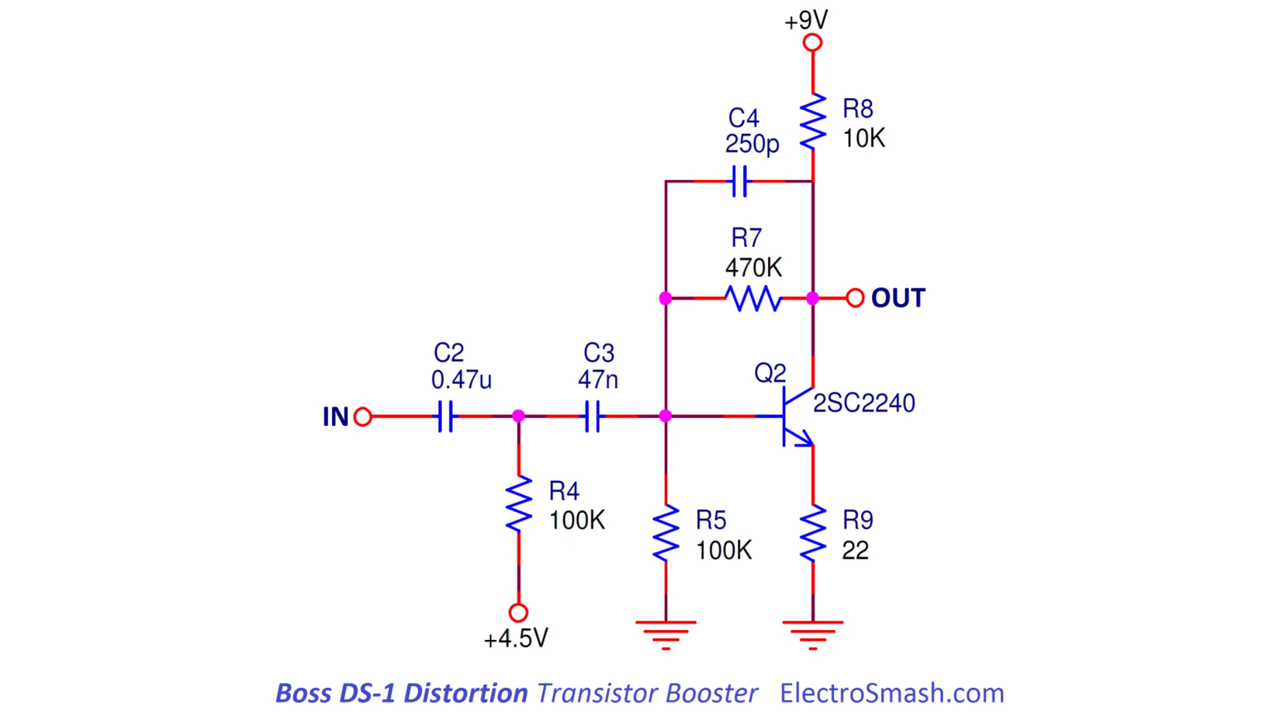 +9V
R8
10K
C4
250p
R7
470K
OUT
C2
0.47u
C3
47n
Q2
2SC2240
IN
R4
100K
R5
100K
R9
22
+4.5V
Boss DS-1 Distortion Transistor Booster ElectroSmash.com